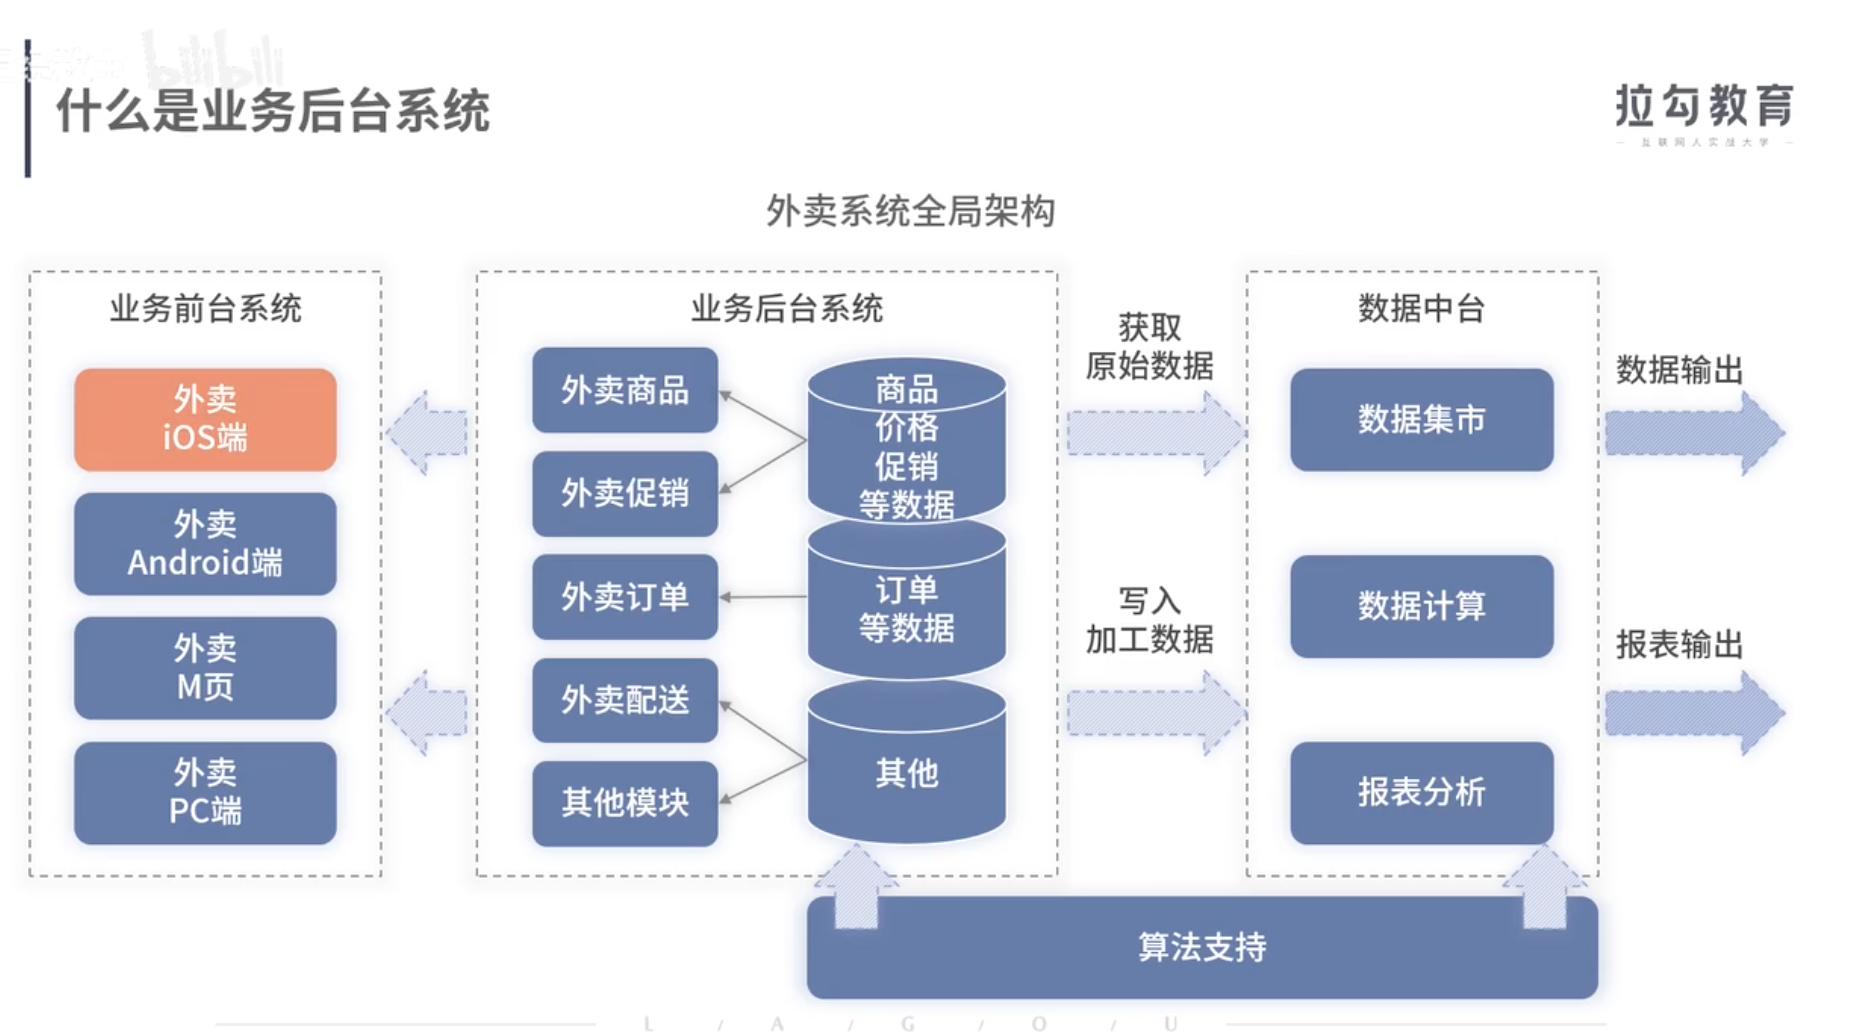 bilibili
什么是业务后台系统
拉勾教育
互联网人实战大学
外卖系统全局架构
业务前台系统
外卖
iOS端
外卖
Android端
外卖
M页
外卖
PC端
业务后台系统
外卖商品
外卖促销
外卖订单
外卖配送
其他模块
商品
价格
促销
等数据
订单
等数据
其他
获取
原始数据
写入
加工数据
数据中台
数据集市
数据计算
报表分析
数据输出
报表输出
算法支持
L / A / G / O / U